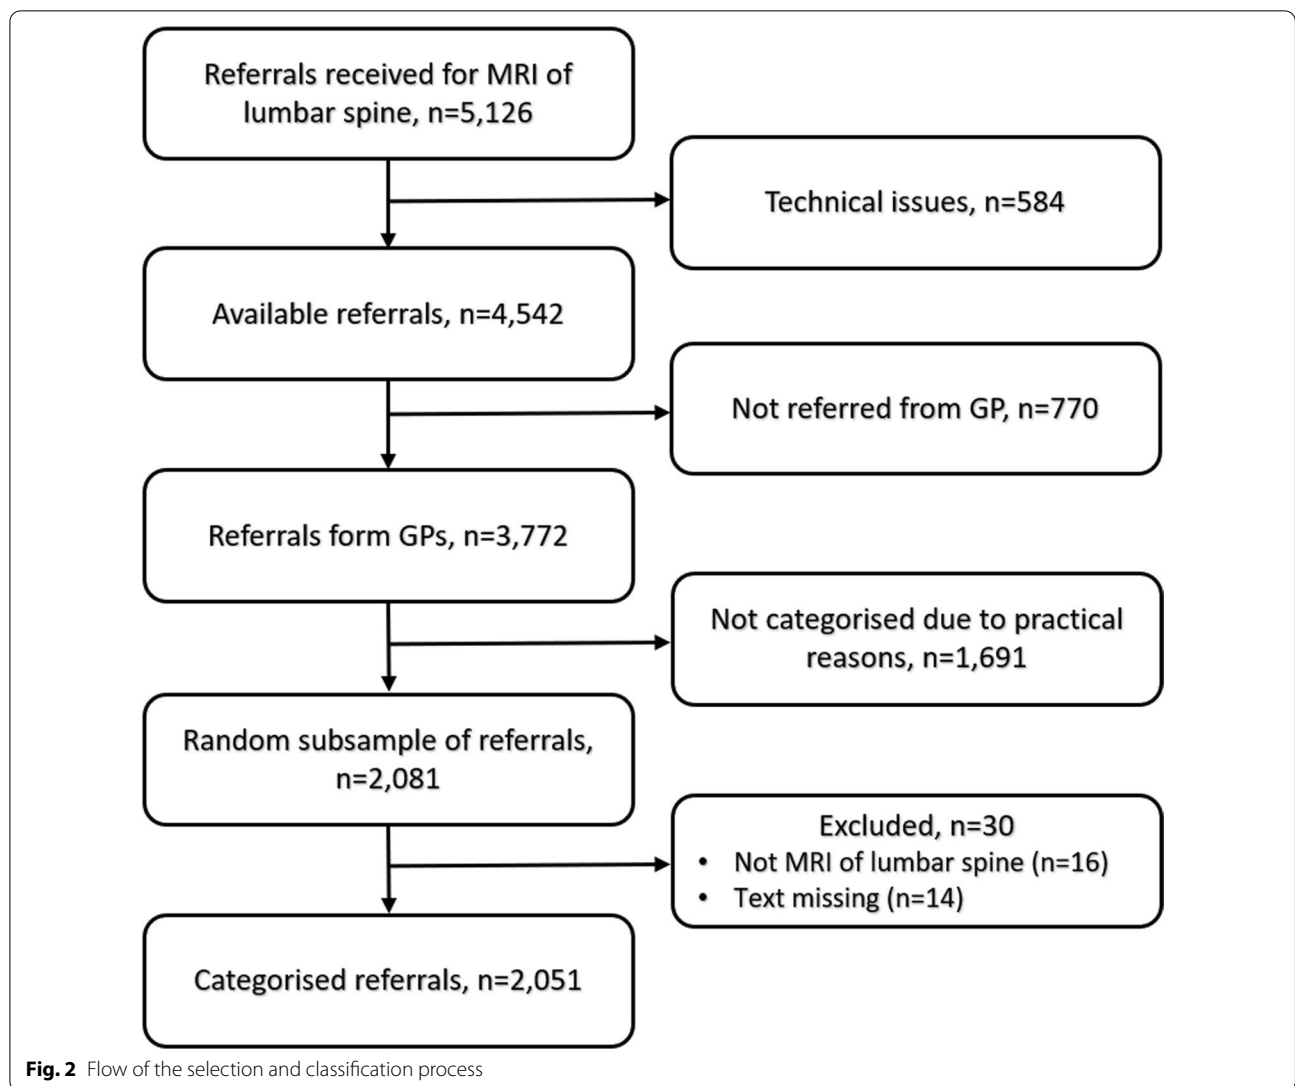 Referrals received for MRI of
lumbar spine, n=5,126
Technical issues, n=584
Available referrals, n=4,542
Not referred from GP, n=770
Referrals form GPs, n=3,772
Not categorised due to practical
reasons, n=1,691
Random subsample of referrals,
n=2,081
Excluded, n=30
• Not MRI of lumbar spine (n=16)
• Text missing (n=14)
Categorised referrals, n=2,051
Fig. 2 Flow of the selection and classification process